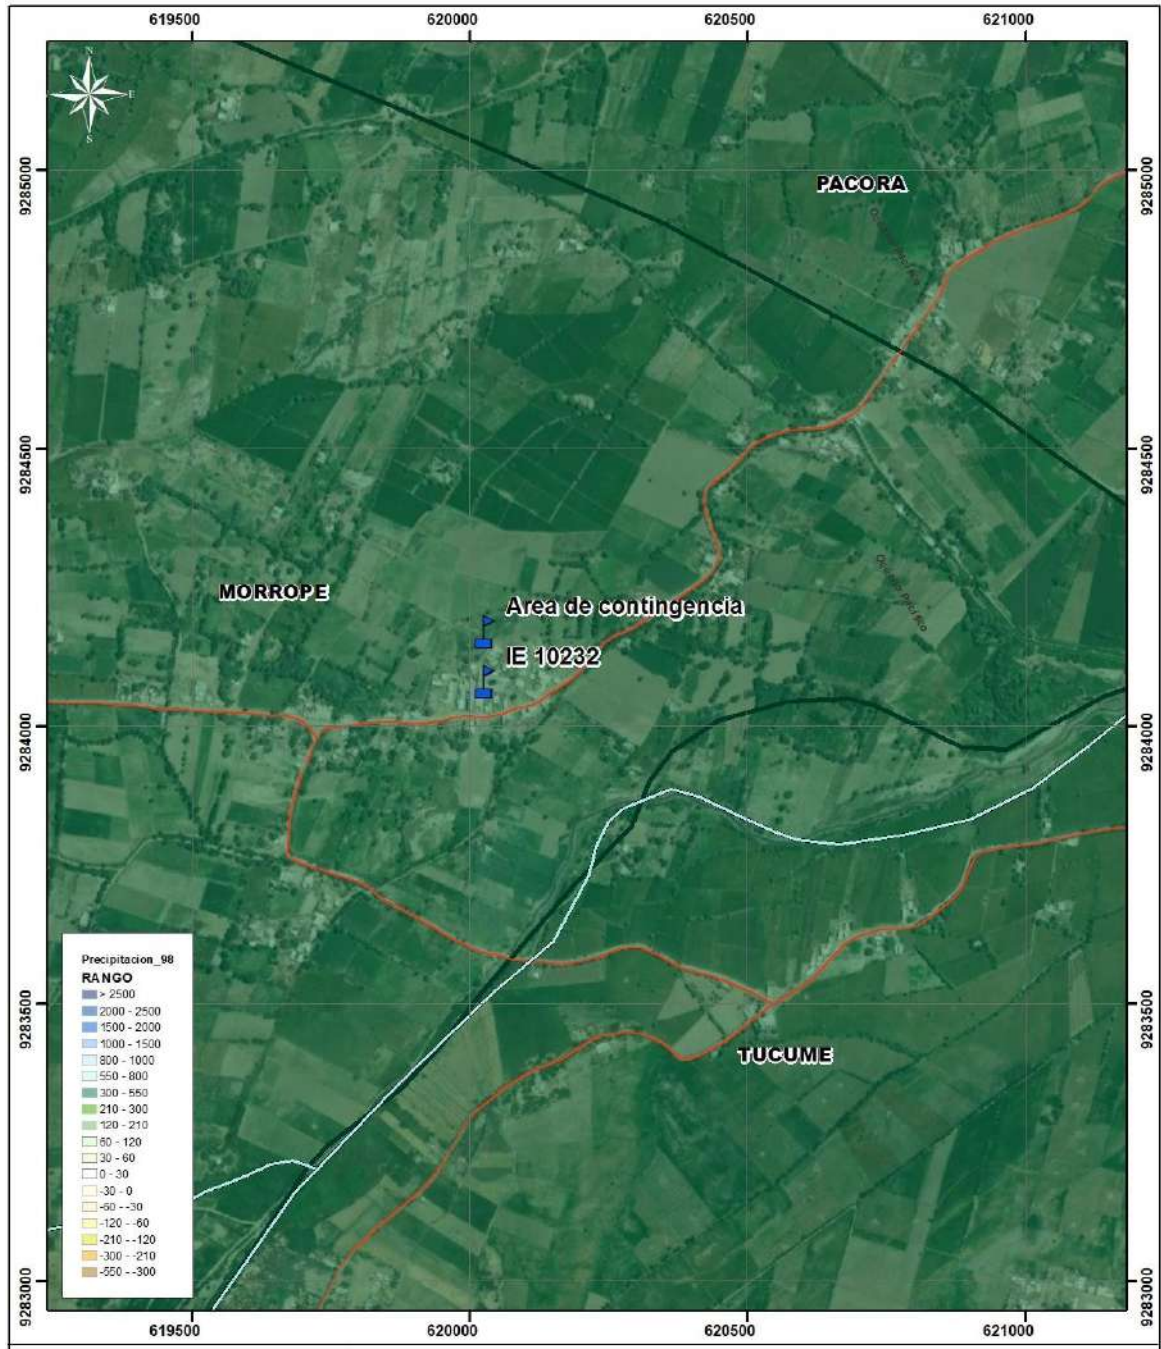 619500 620000 620500 621000
N
E
S
9285000 9285000
PACORA
9284500 9284500
MORROPE
Area de contingencia
IE 10232
9284000 9284000
Precipitacion_98
RANGO
> 2500
2000 - 2500
1500 - 2000
1000 - 1500
800 - 1000
550 - 800
300 - 550
210 - 300
120 - 210
60 - 120
30 - 60
0 - 30
-30 - 0
-60 - -30
-120 - -60
-210 - -120
-300 - -210
-550 - -300
9283500 9283500
TUCUME
9283000 9283000
619500 620000 620500 621000